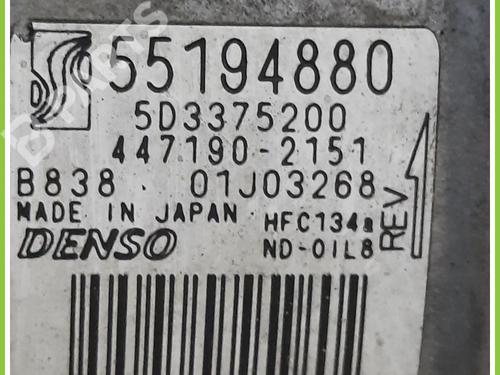 55194880
5D3375200
447190-2151
B838 01J03268
MADE IN JAPAN HFC134a
DENSO ND-OIL8
REV